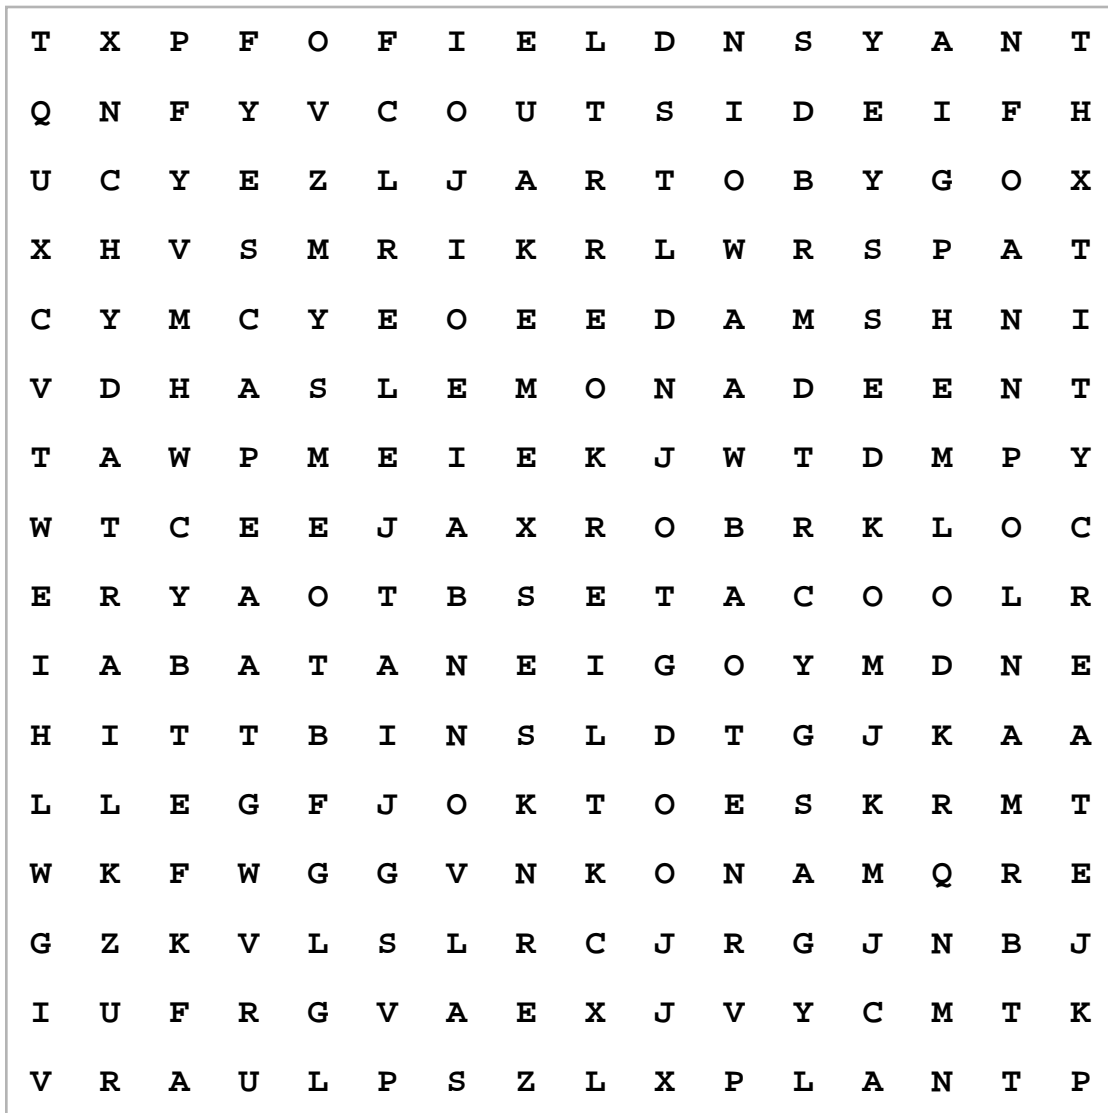 T X P F O F I E L D N S Y A N T
Q N F Y V C O U T S I D E I F H
U C Y E Z L J A R T O B Y G O X
X H V S M R I K R L W R S P A T
C Y M C Y E O E E D A M S H N I
V D H A S L E M O N A D E E N T
T A W P M E I E K J W T D M P Y
W T C E E J A X R O B R K L O C
E R Y A O T B S E T A C O O L R
I A B A T A N E I G O Y M D N E
H I T T B I N S L D T G J K A A
L L E G F J O K T O E S K R M T
W K F W G G V N K O N A M Q R E
G Z K V L S L R C J R G J N B J
I U F R G V A E X J V Y C M T K
V R A U L P S Z L X P L A N T P